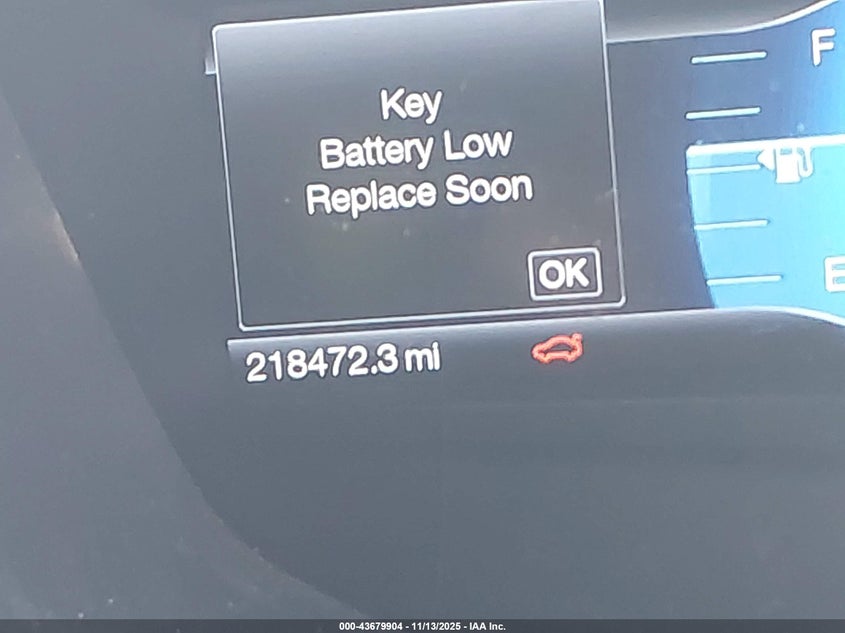 Key
Battery Low
Replace Soon
OK
F
E
218472.3 mi
000-43679904 - 11/13/2025 - IAA Inc.